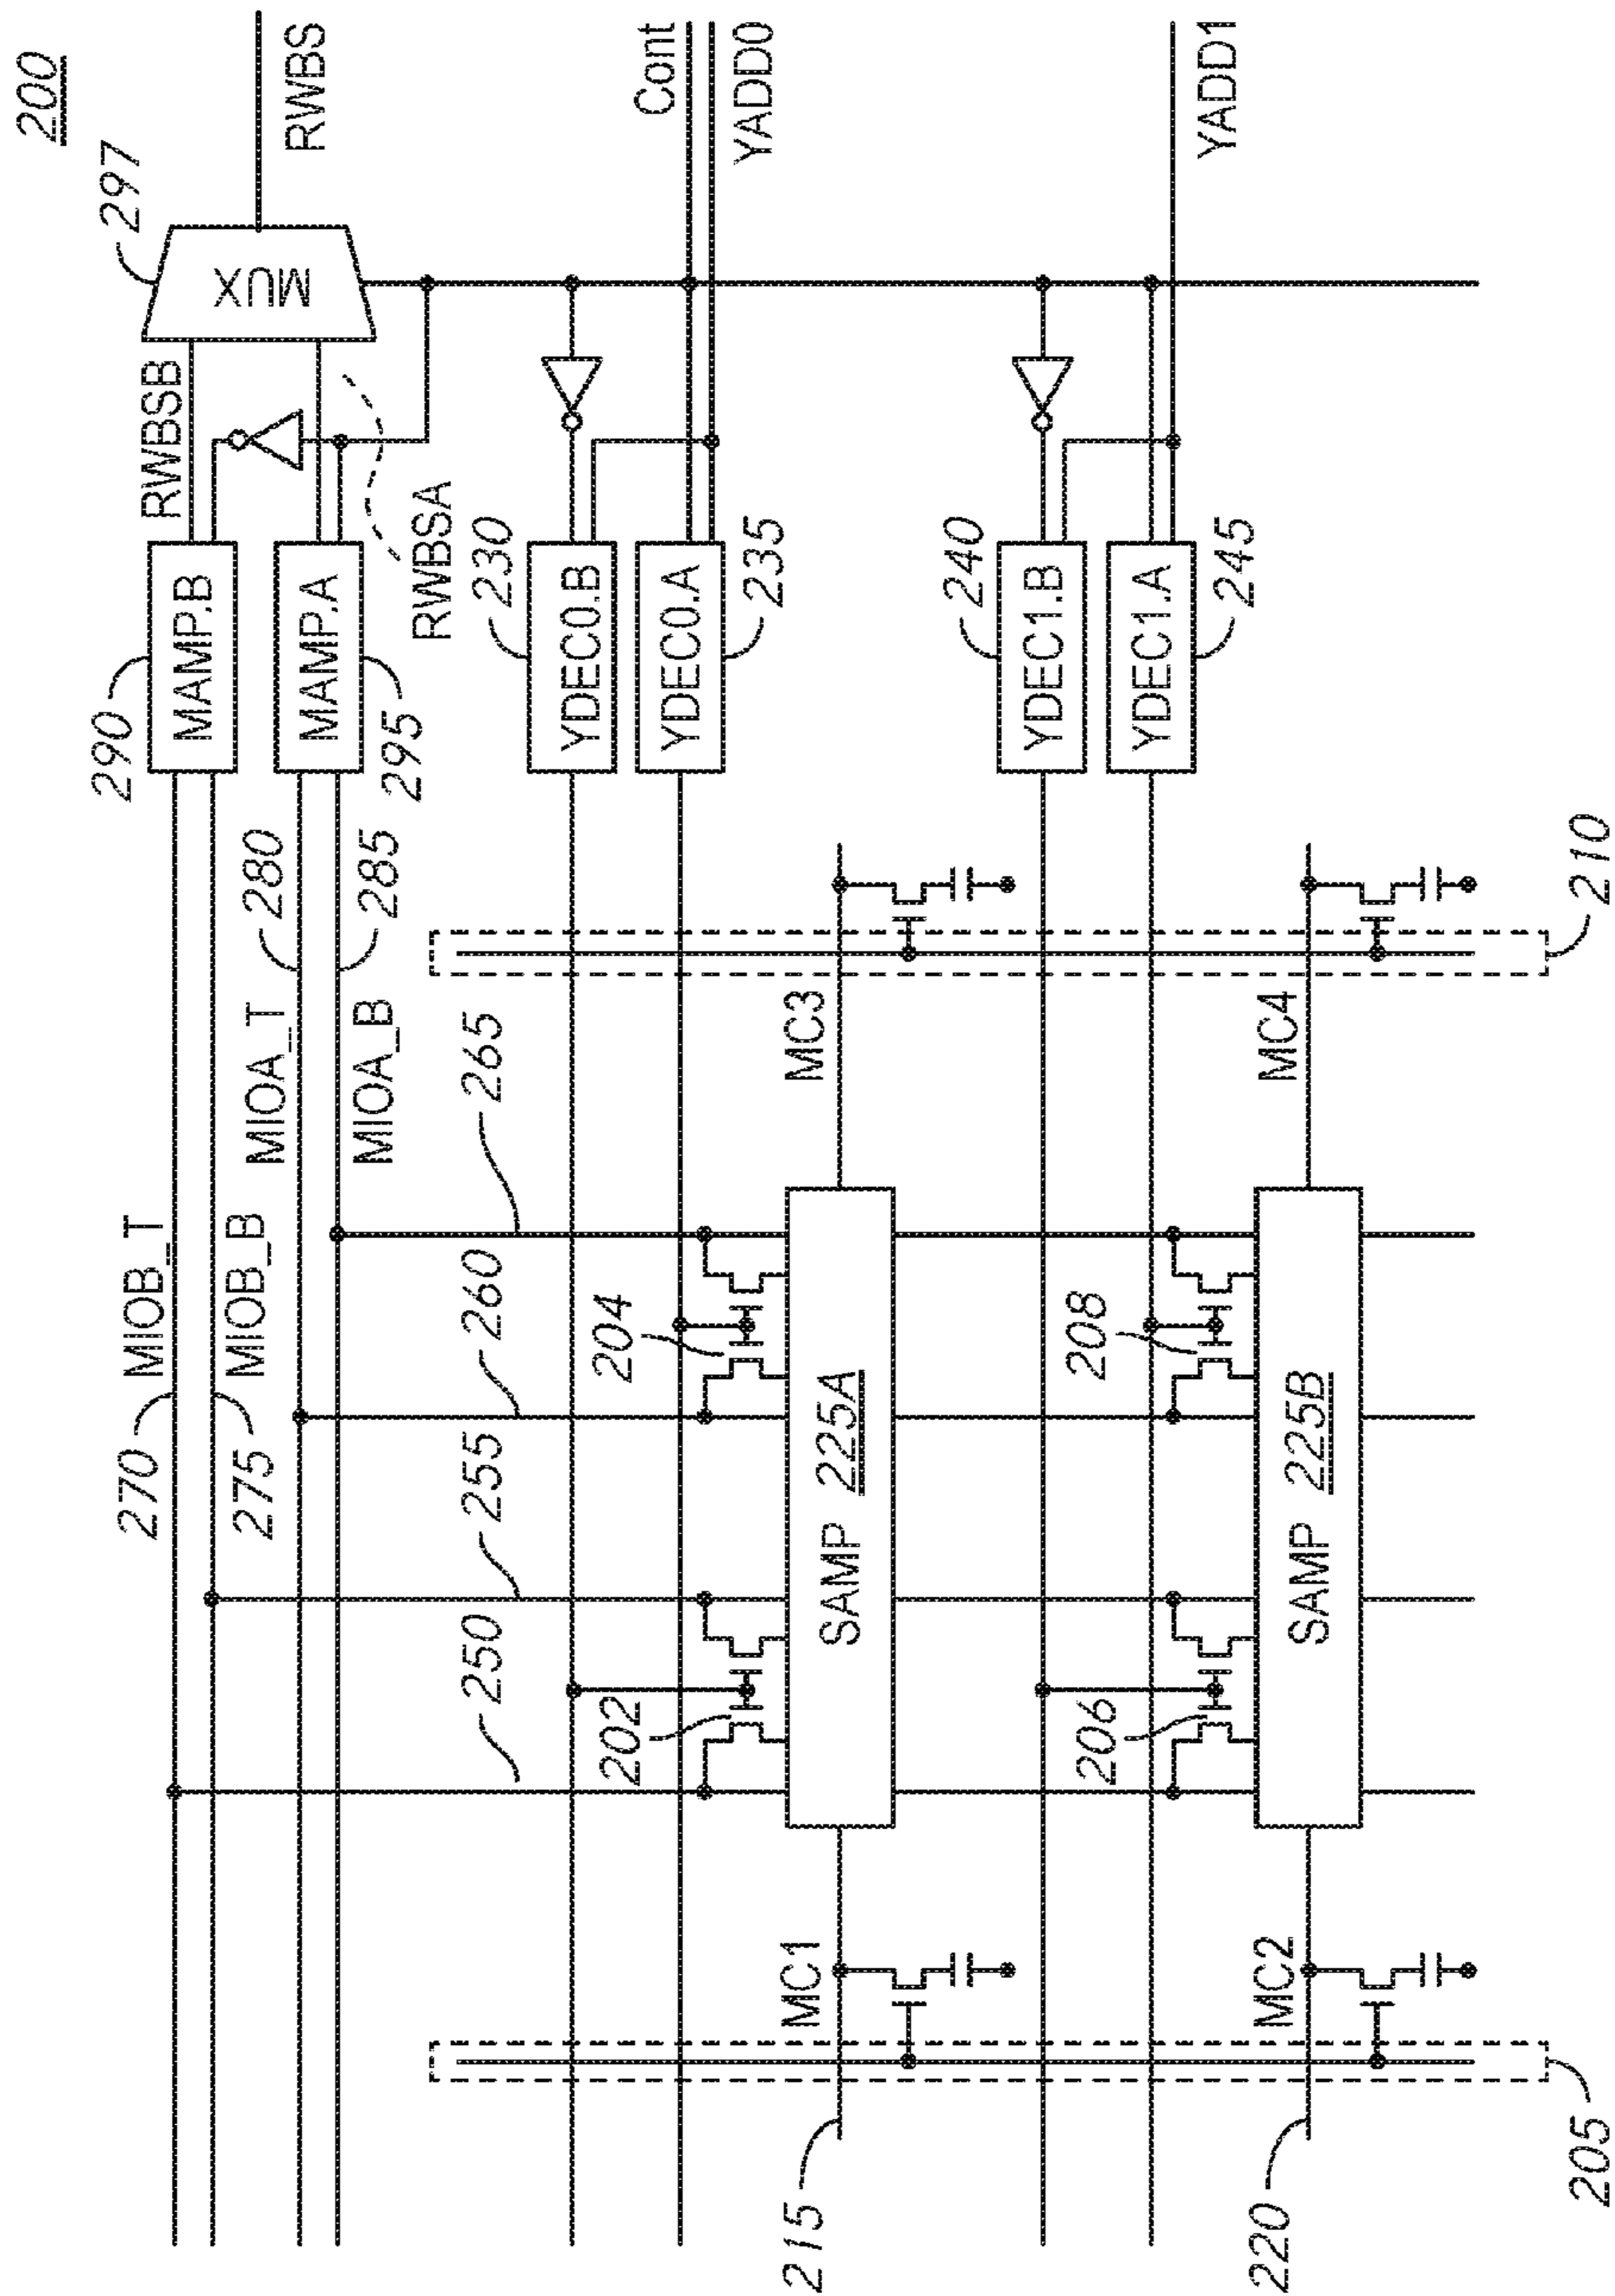 200
297
RWBS
MUX
RWBSB
RWBSA
Cont
YADD0
YADD1
290
MAMP.B
MAMP.A
295
230
YDEC0.B
YDEC0.A
235
240
YDEC1.B
YDEC1.A
245
280
285
MIOA_T
MIOA_B
MIOB_T
MIOB_B
270
275
265
260
255
250
210
MC3
MC4
204
208
202
206
SAMP 225A
SAMP 225B
MC1
MC2
215
220
205